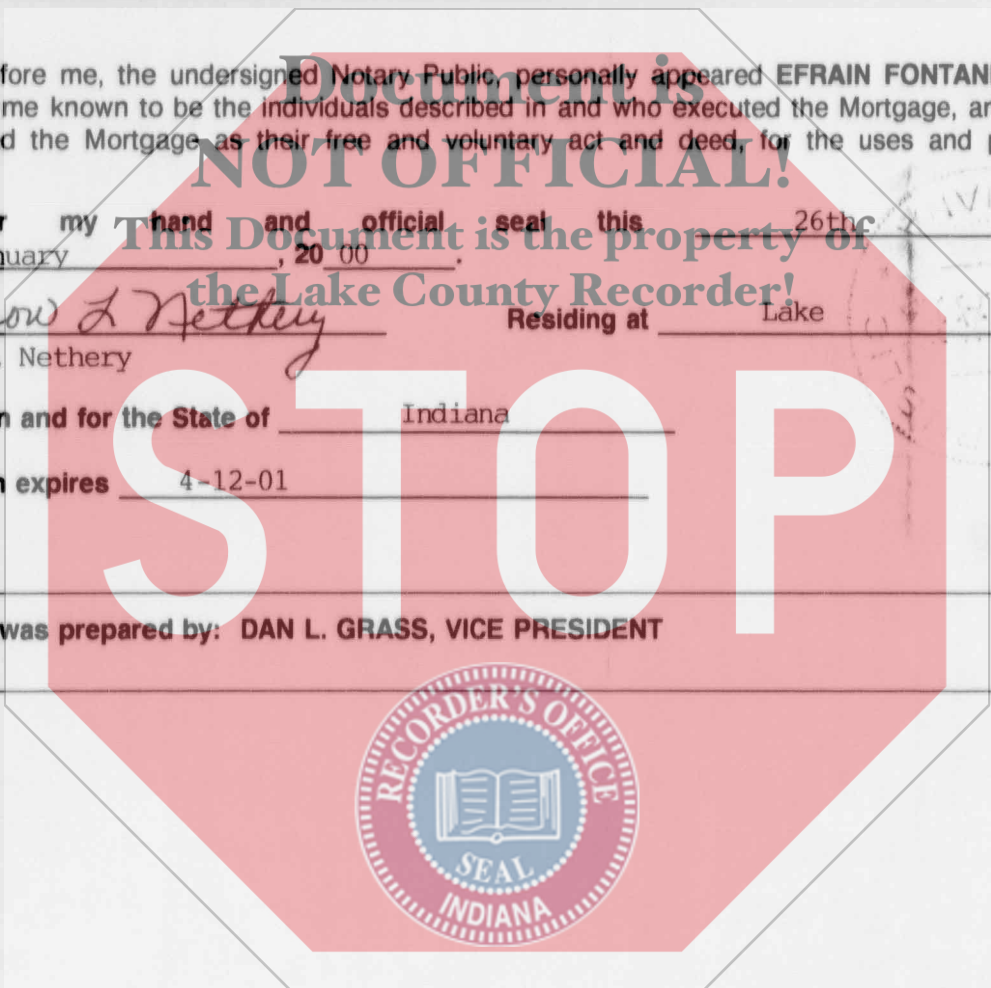 fore me, the undersigned Notary Public, personally appeared EFRAIN FONTAN
me known to be the individuals described in and who executed the Mortgage, an
d the Mortgage as their free and voluntary act and deed, for the uses and p
r my hand and official seal this 26th
nuary , 20 00 .
ow L Nethery Residing at Lake
Nethery
n and for the State of Indiana
n expires 4-12-01
was prepared by: DAN L. GRASS, VICE PRESIDENT
Document is
NOT OFFICIAL!
This Document is the property of
the Lake County Recorder!
STOP
RECORDER'S OFFICE
SEAL
INDIANA